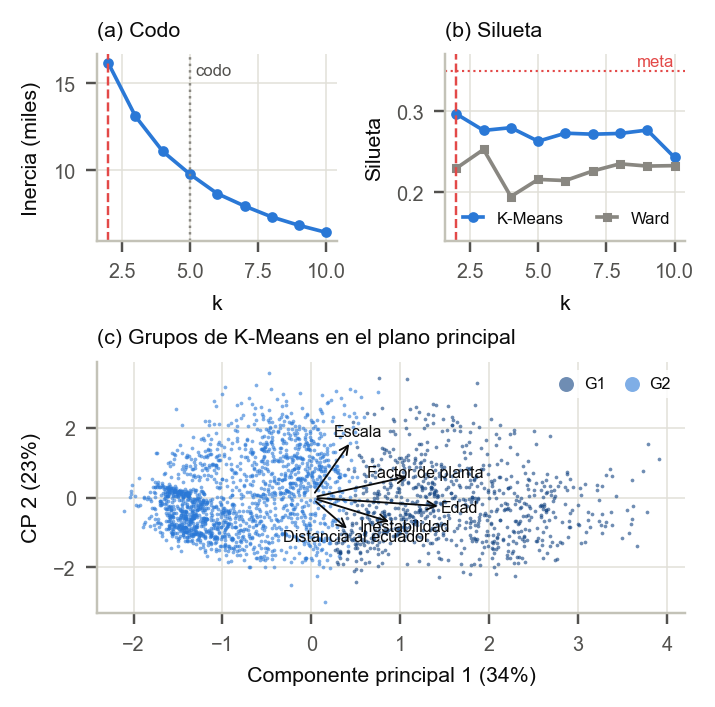 (a) Codo
(b) Silueta
Inercia (miles)
15
10
codo
2.5
5.0
7.5
10.0
k
Silueta
0.3
0.2
meta
K-Means
Ward
2.5
5.0
7.5
10.0
k
(c) Grupos de K-Means en el plano principal
G1
G2
CP 2 (23%)
2
0
−2
Escala
Factor de planta
Edad
Inestabilidad
Distancia al ecuador
−2
−1
0
1
2
3
4
Componente principal 1 (34%)